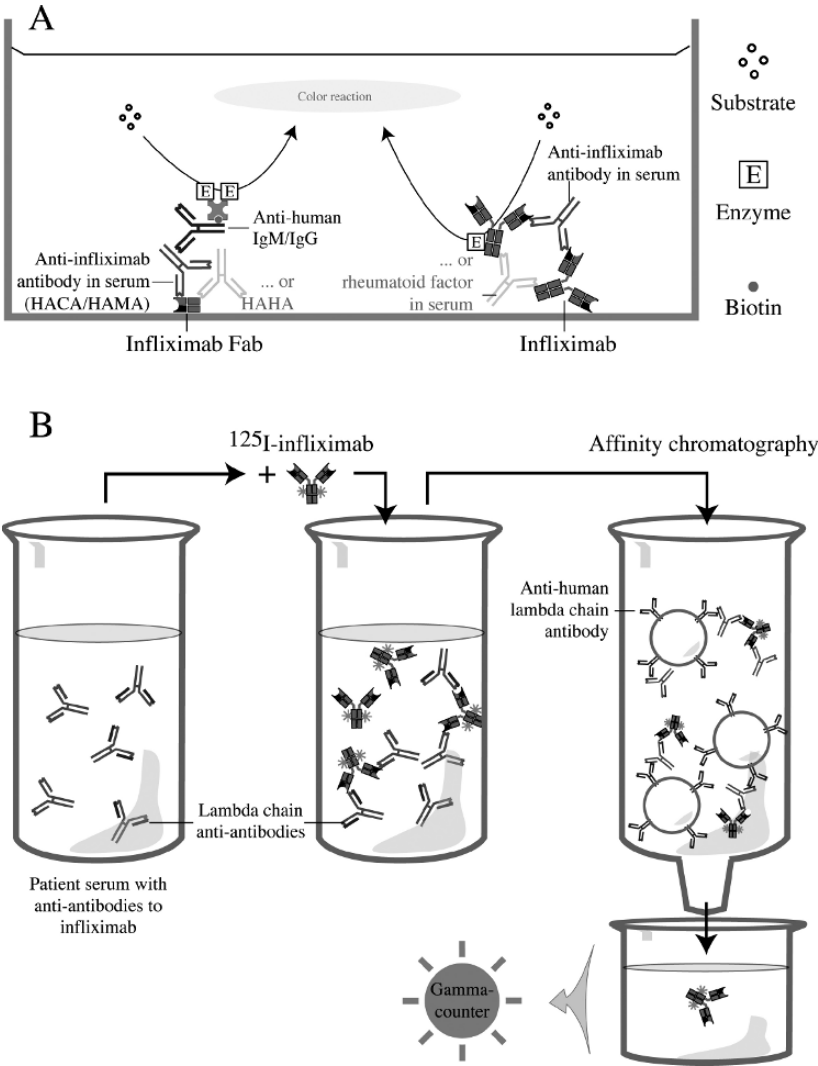 A
Color reaction
Substrate
E E
Anti-human
IgM/IgG
Anti-infliximab
antibody in serum
(HACA/HAMA)
... or
HAHA
Infliximab Fab
Anti-infliximab
antibody in serum
E
... or
rheumatoid factor
in serum
Infliximab
E
Enzyme
Biotin
B
125I-infliximab
+
Affinity chromatography
Anti-human
lambda chain
antibody
Lambda chain
anti-antibodies
Patient serum with
anti-antibodies to
infliximab
Gamma-
counter